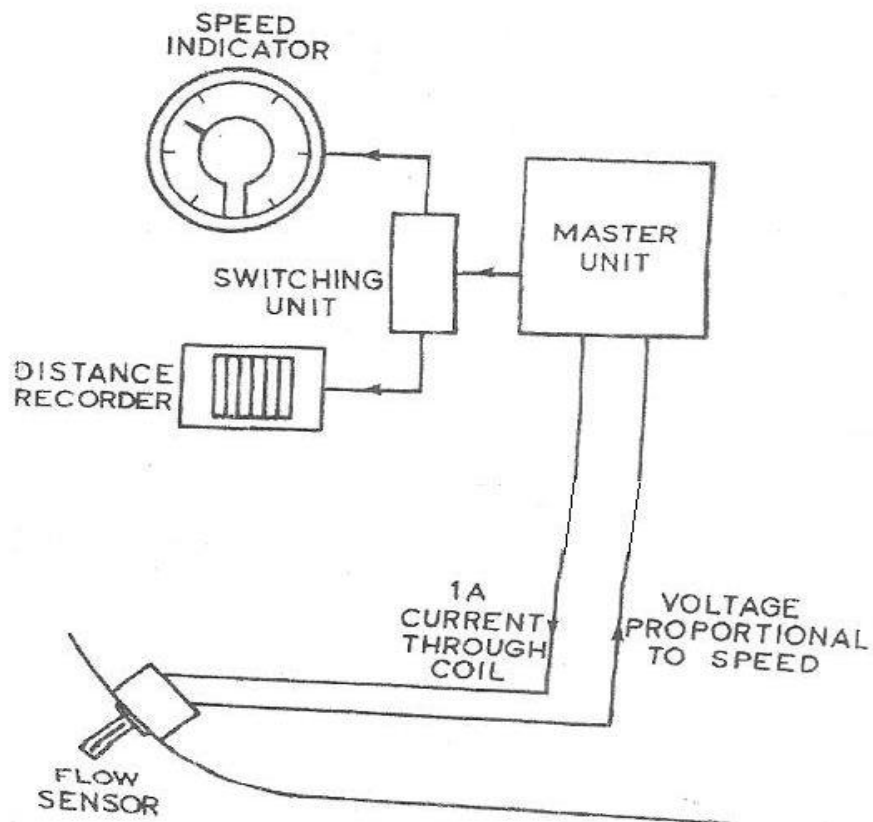 SPEED
INDICATOR
MASTER
UNIT
SWITCHING
UNIT
DISTANCE
RECORDER
1A
CURRENT
THROUGH
COIL
VOLTAGE
PROPORTIONAL
TO SPEED
FLOW
SENSOR